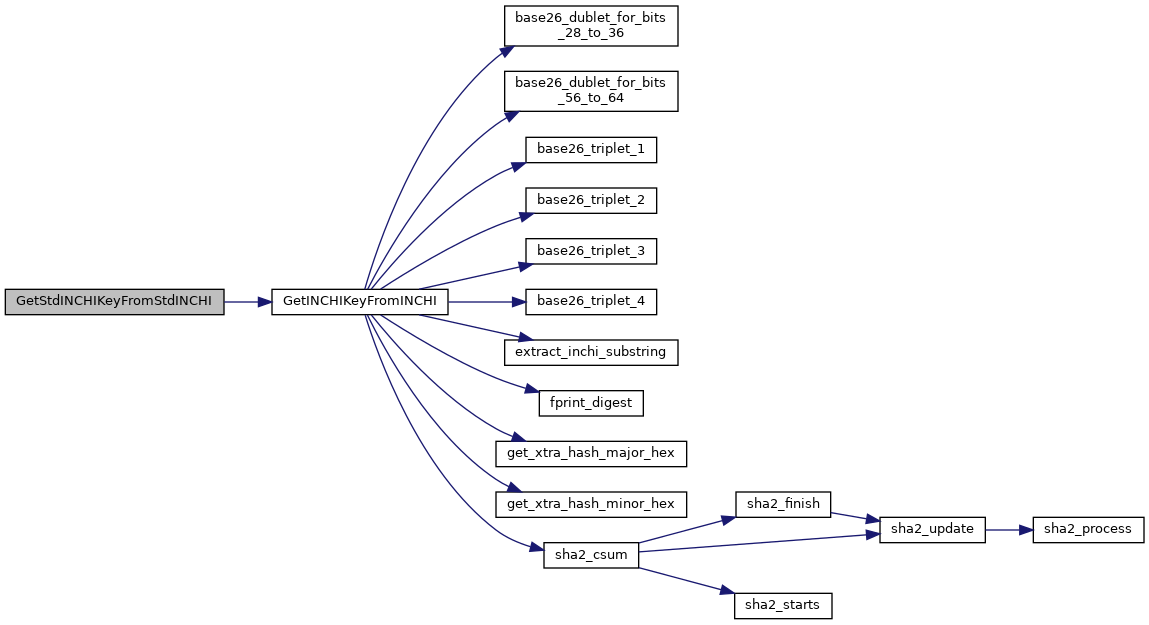 GetStdINCHIKeyFromStdINCHI
GetINCHIKeyFromINCHI
base26_dublet_for_bits
_28_to_36
base26_dublet_for_bits
_56_to_64
base26_triplet_1
base26_triplet_2
base26_triplet_3
base26_triplet_4
extract_inchi_substring
fprint_digest
get_xtra_hash_major_hex
get_xtra_hash_minor_hex
sha2_csum
sha2_finish
sha2_update
sha2_process
sha2_starts